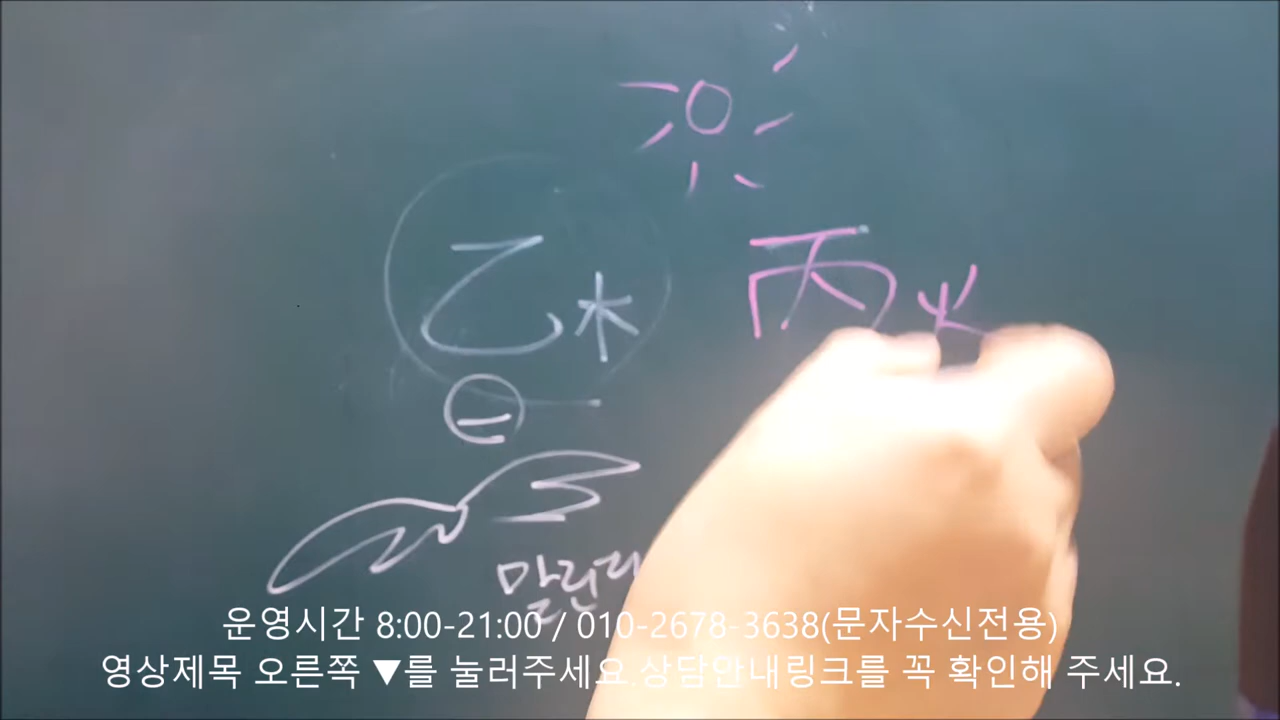 乙木 丙火
말린다
운영시간 8:00-21:00 / 010-2678-3638(문자수신전용)
영상제목 오른쪽 ▼를 눌러주세요.상담안내링크를 꼭 확인해 주세요.